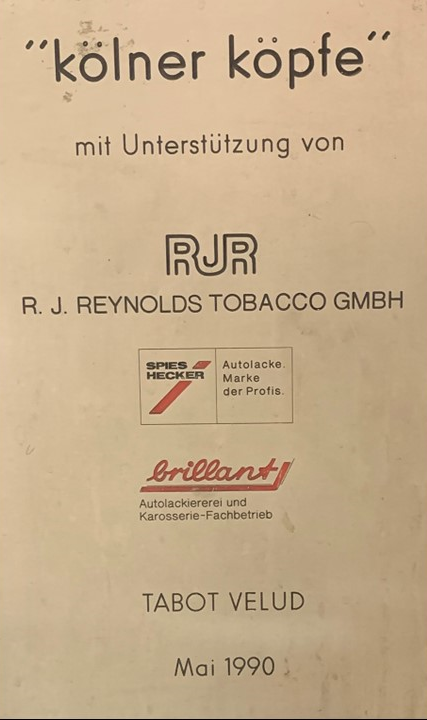 "kölner köpfe"
mit Unterstützung von
RJR
R. J. REYNOLDS TOBACCO GMBH
SPIES HECKER
Autolacke.
Marke
der Profis.
brillant
Autolackiererei und
Karosserie-Fachbetrieb
TABOT VELUD
Mai 1990